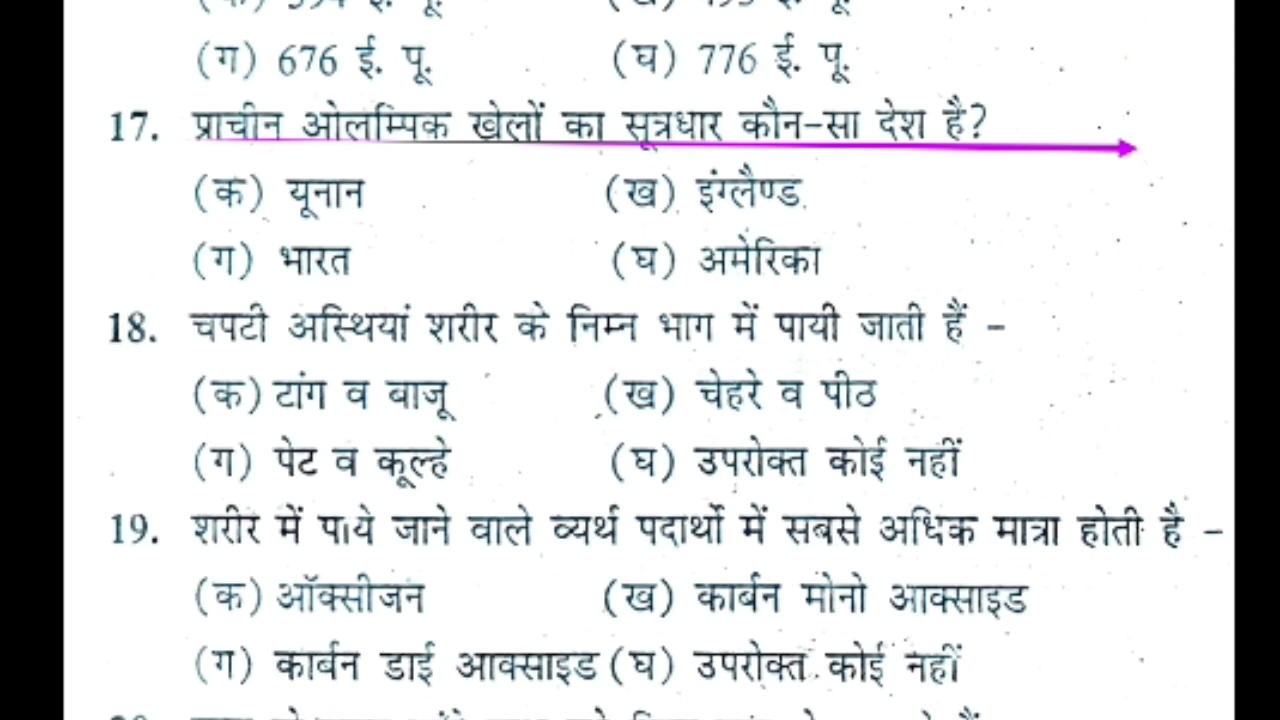 (ग) 676 ई. पू. (घ) 776 ई. पू.
17. प्राचीन ओलम्पिक खेलों का सूत्रधार कौन-सा देश है?
(क) यूनान (ख) इंग्लैण्ड
(ग) भारत (घ) अमेरिका
18. चपटी अस्थियां शरीर के निम्न भाग में पायी जाती हैं -
(क) टांग व बाजू (ख) चेहरे व पीठ
(ग) पेट व कूल्हे (घ) उपरोक्त कोई नहीं
19. शरीर में पाये जाने वाले व्यर्थ पदार्थो में सबसे अधिक मात्रा होती है -
(क) ऑक्सीजन (ख) कार्बन मोनो आक्साइड
(ग) कार्बन डाई आक्साइड (घ) उपरोक्त कोई नहीं